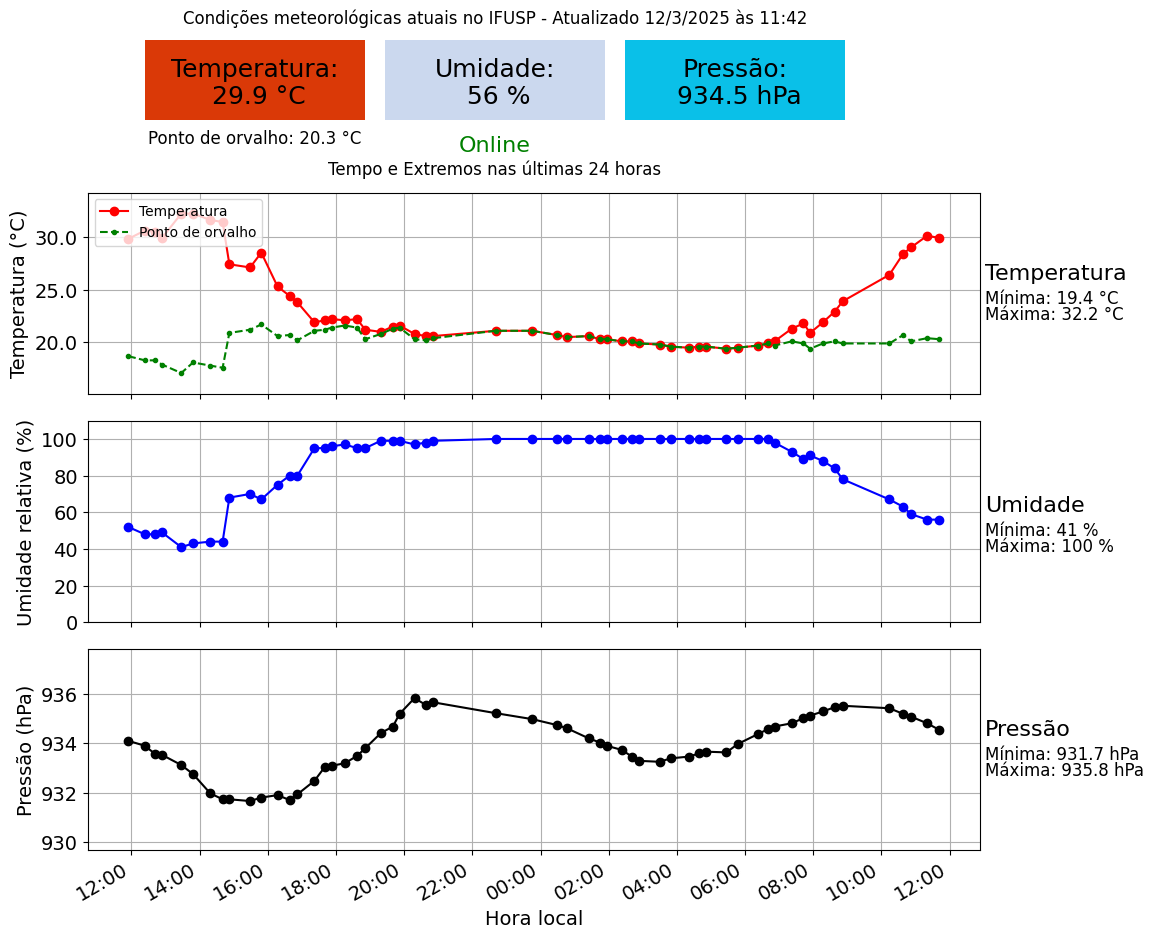 Condições meteorológicas atuais no IFUSP - Atualizado 12/3/2025 às 11:42
Temperatura:
29.9 °C
Umidade:
56 %
Pressão:
934.5 hPa
Ponto de orvalho: 20.3 °C
Online
Tempo e Extremos nas últimas 24 horas
Temperatura (°C)
30.0
25.0
20.0
Temperatura
Ponto de orvalho
Temperatura
Mínima: 19.4 °C
Máxima: 32.2 °C
Umidade relativa (%)
100
80
60
40
20
0
Umidade
Mínima: 41 %
Máxima: 100 %
Pressão (hPa)
936
934
932
930
Pressão
Mínima: 931.7 hPa
Máxima: 935.8 hPa
12:00 14:00 16:00 18:00 20:00 22:00 00:00 02:00 04:00 06:00 08:00 10:00 12:00
Hora local